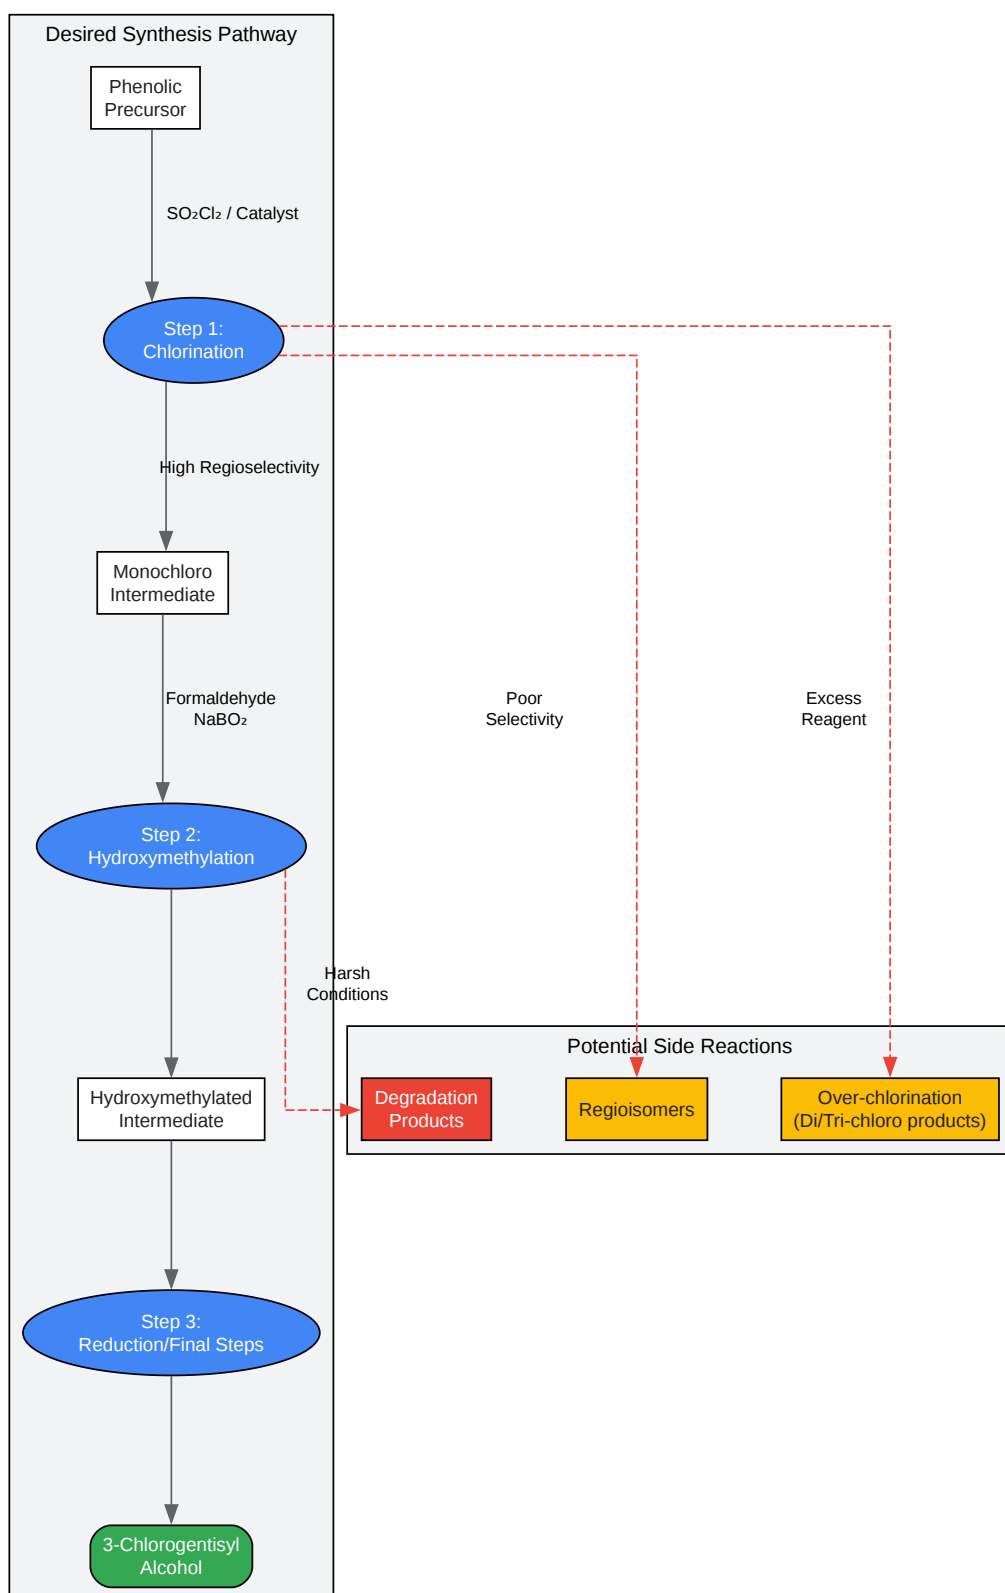 Desired Synthesis Pathway
Phenolic
Precursor
SO₂Cl₂ / Catalyst
Step 1:
Chlorination
High Regioselectivity
Monochloro
Intermediate
Formaldehyde
NaBO₂
Poor
Selectivity
Excess
Reagent
Step 2:
Hydroxymethylation
Harsh
Conditions
Potential Side Reactions
Hydroxymethylated
Intermediate
Degradation
Products
Regioisomers
Over-chlorination
(Di/Tri-chloro products)
Step 3:
Reduction/Final Steps
3-Chlorogentisyl
Alcohol